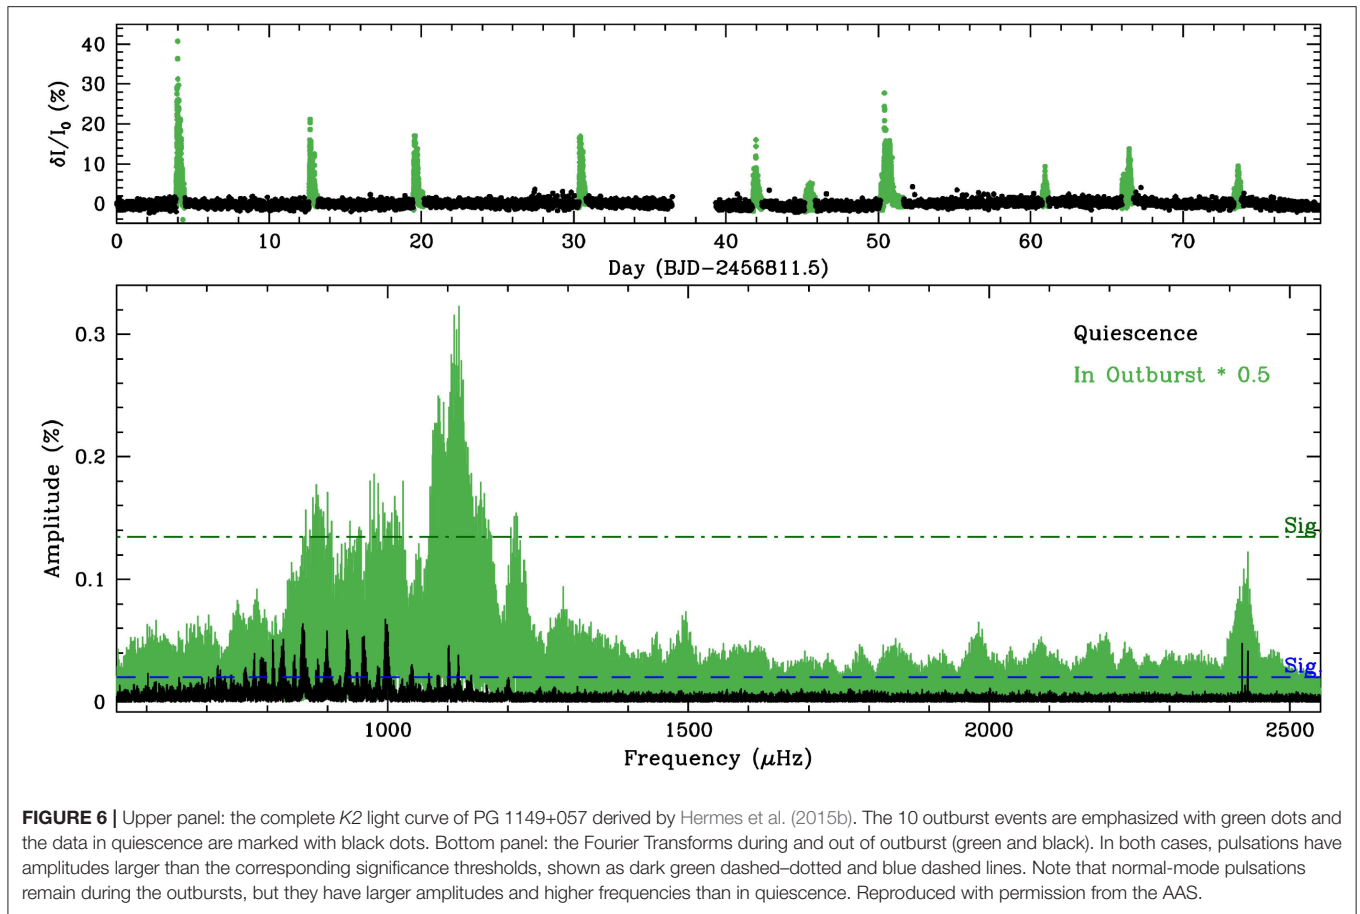 40
30
20
10
0
δI/I₀ (%)
0 10 20 30 40 50 60 70
Day (BJD−2456811.5)
0.3
0.2
0.1
0
Amplitude (%)
Quiescence
In Outburst * 0.5
Sig
Sig
1000 1500 2000 2500
Frequency (μHz)
FIGURE 6 | Upper panel: the complete K2 light curve of PG 1149+057 derived by Hermes et al. (2015b). The 10 outburst events are emphasized with green dots and
the data in quiescence are marked with black dots. Bottom panel: the Fourier Transforms during and out of outburst (green and black). In both cases, pulsations have
amplitudes larger than the corresponding significance thresholds, shown as dark green dashed–dotted and blue dashed lines. Note that normal-mode pulsations
remain during the outbursts, but they have larger amplitudes and higher frequencies than in quiescence. Reproduced with permission from the AAS.